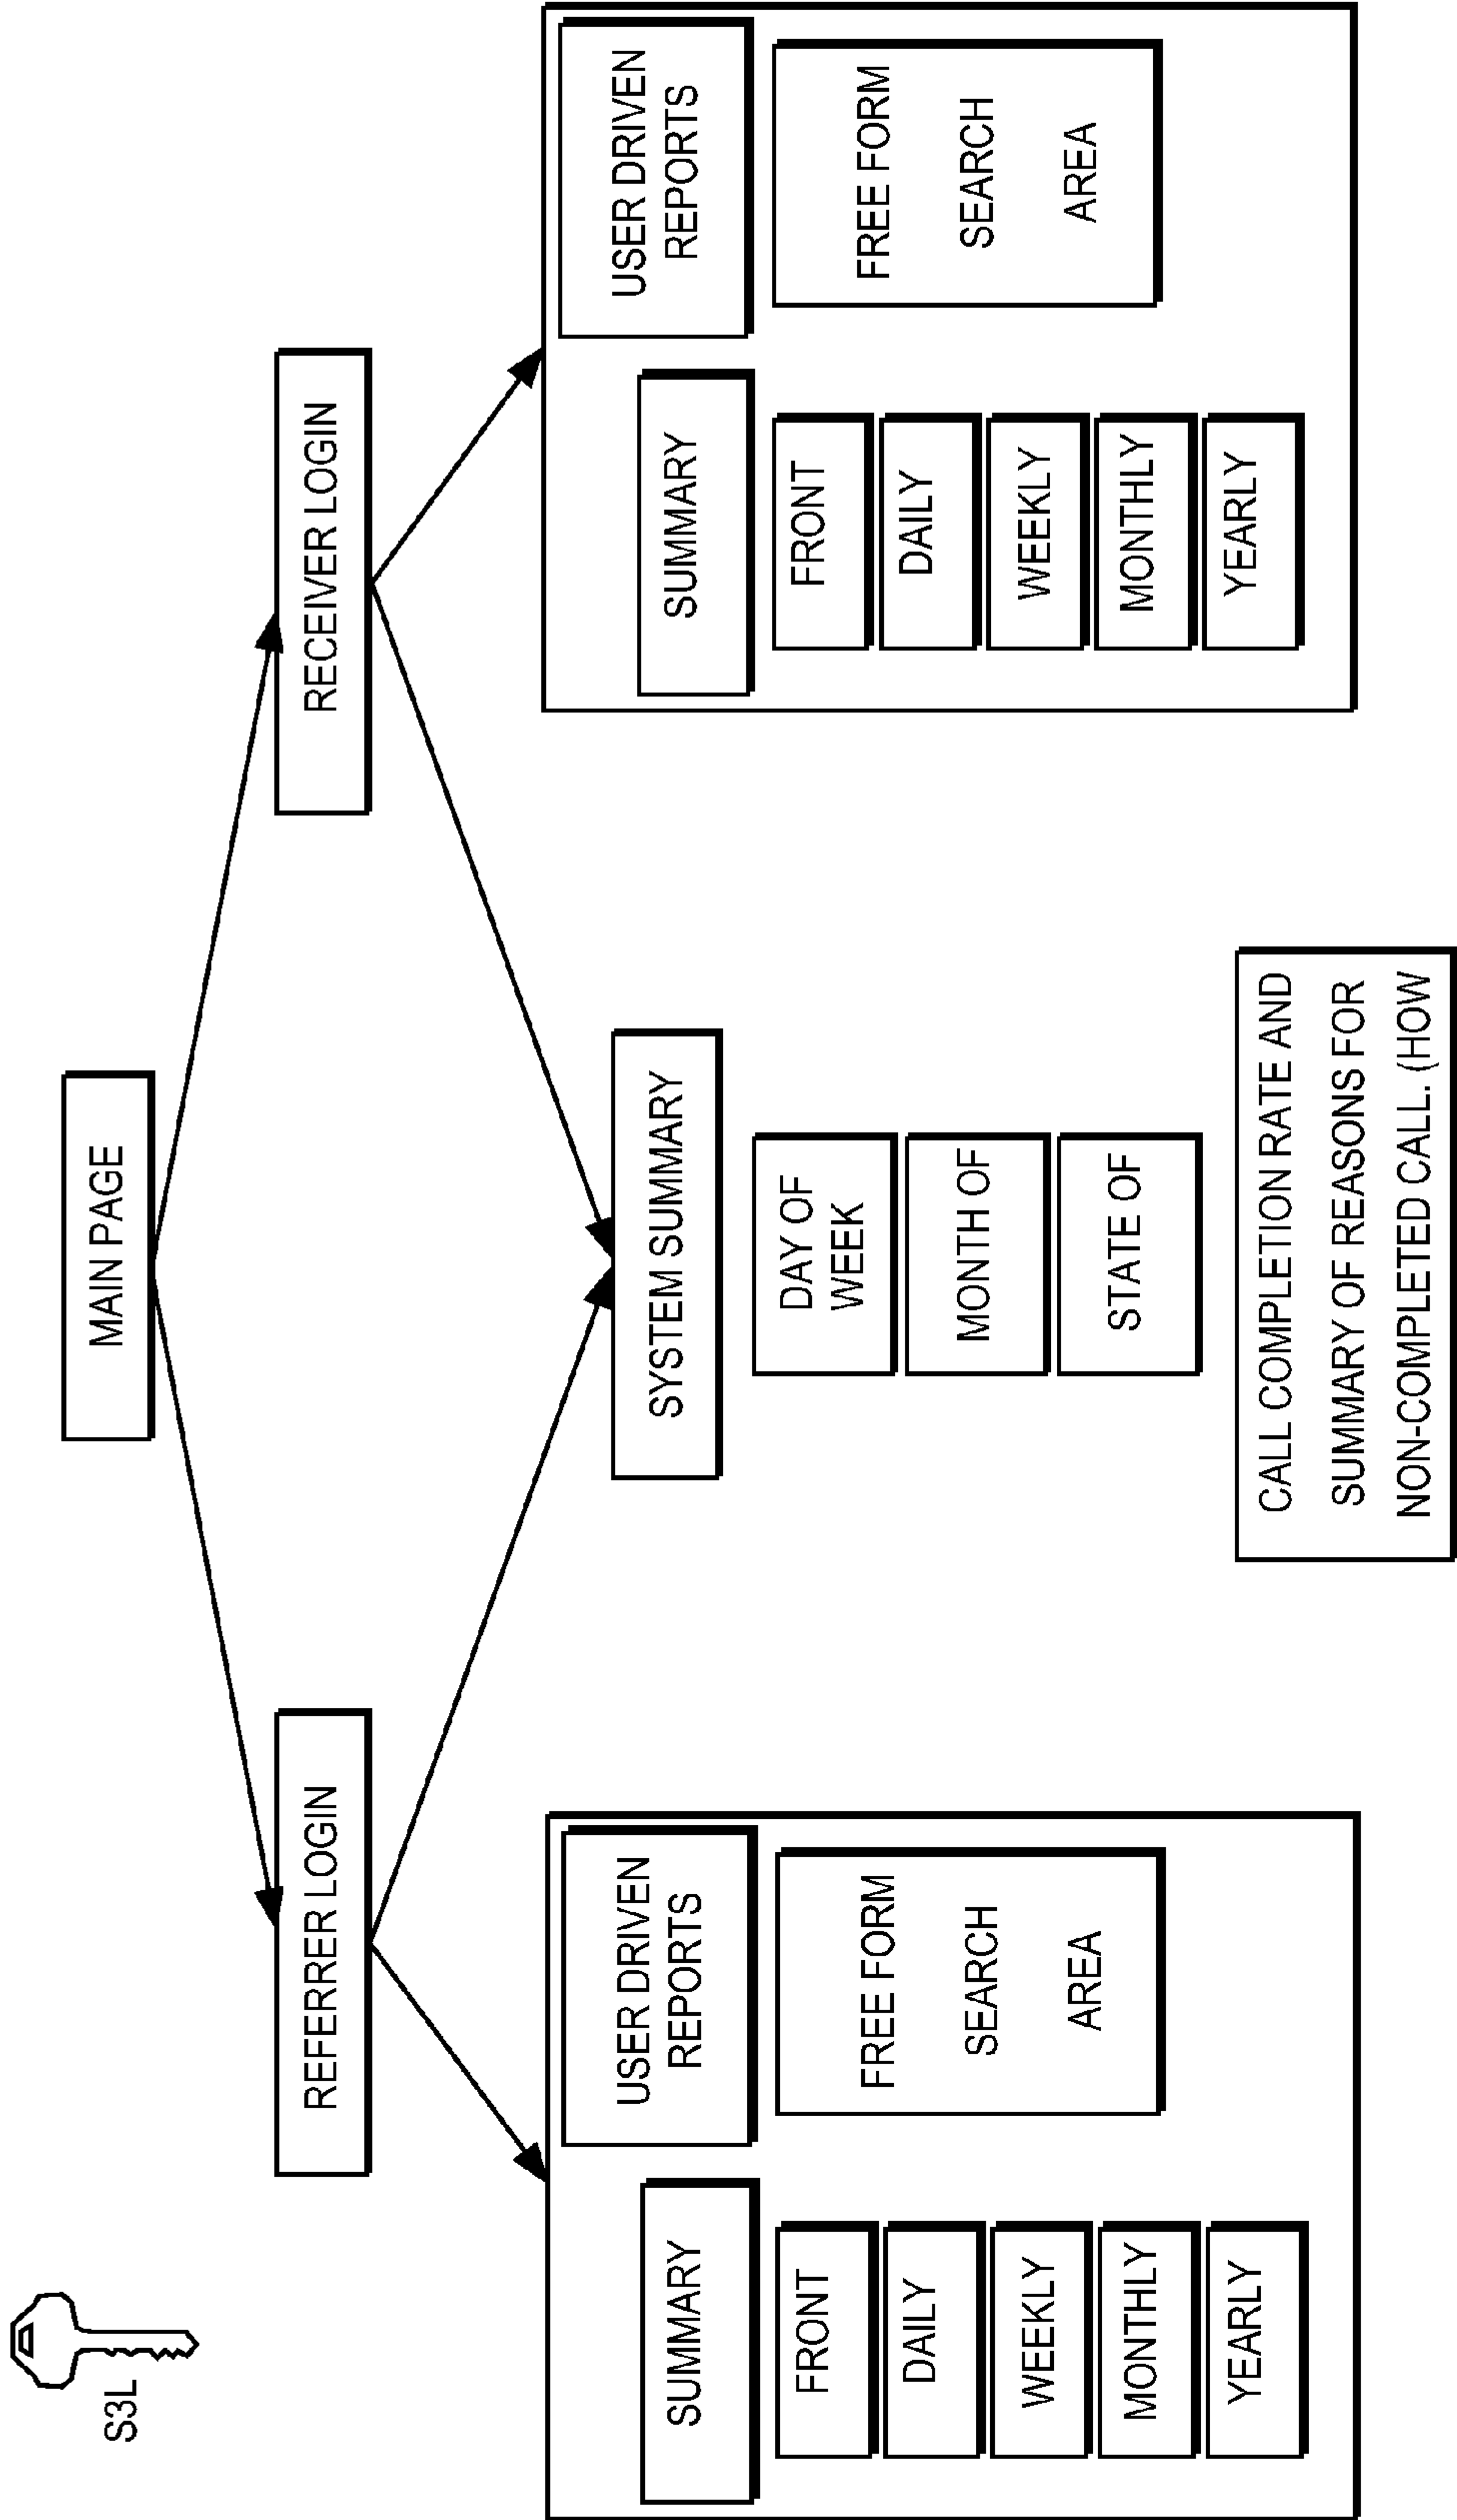 S3L
MAIN PAGE
REFERRER LOGIN
RECEIVER LOGIN
SUMMARY
USER DRIVEN
REPORTS
FRONT
DAILY
WEEKLY
MONTHLY
YEARLY
FREE FORM
SEARCH
AREA
SYSTEM SUMMARY
DAY OF
WEEK
MONTH OF
STATE OF
CALL COMPLETION RATE AND
SUMMARY OF REASONS FOR
NON-COMPLETED CALL. (HOW
SUMMARY
USER DRIVEN
REPORTS
FRONT
DAILY
WEEKLY
MONTHLY
YEARLY
FREE FORM
SEARCH
AREA